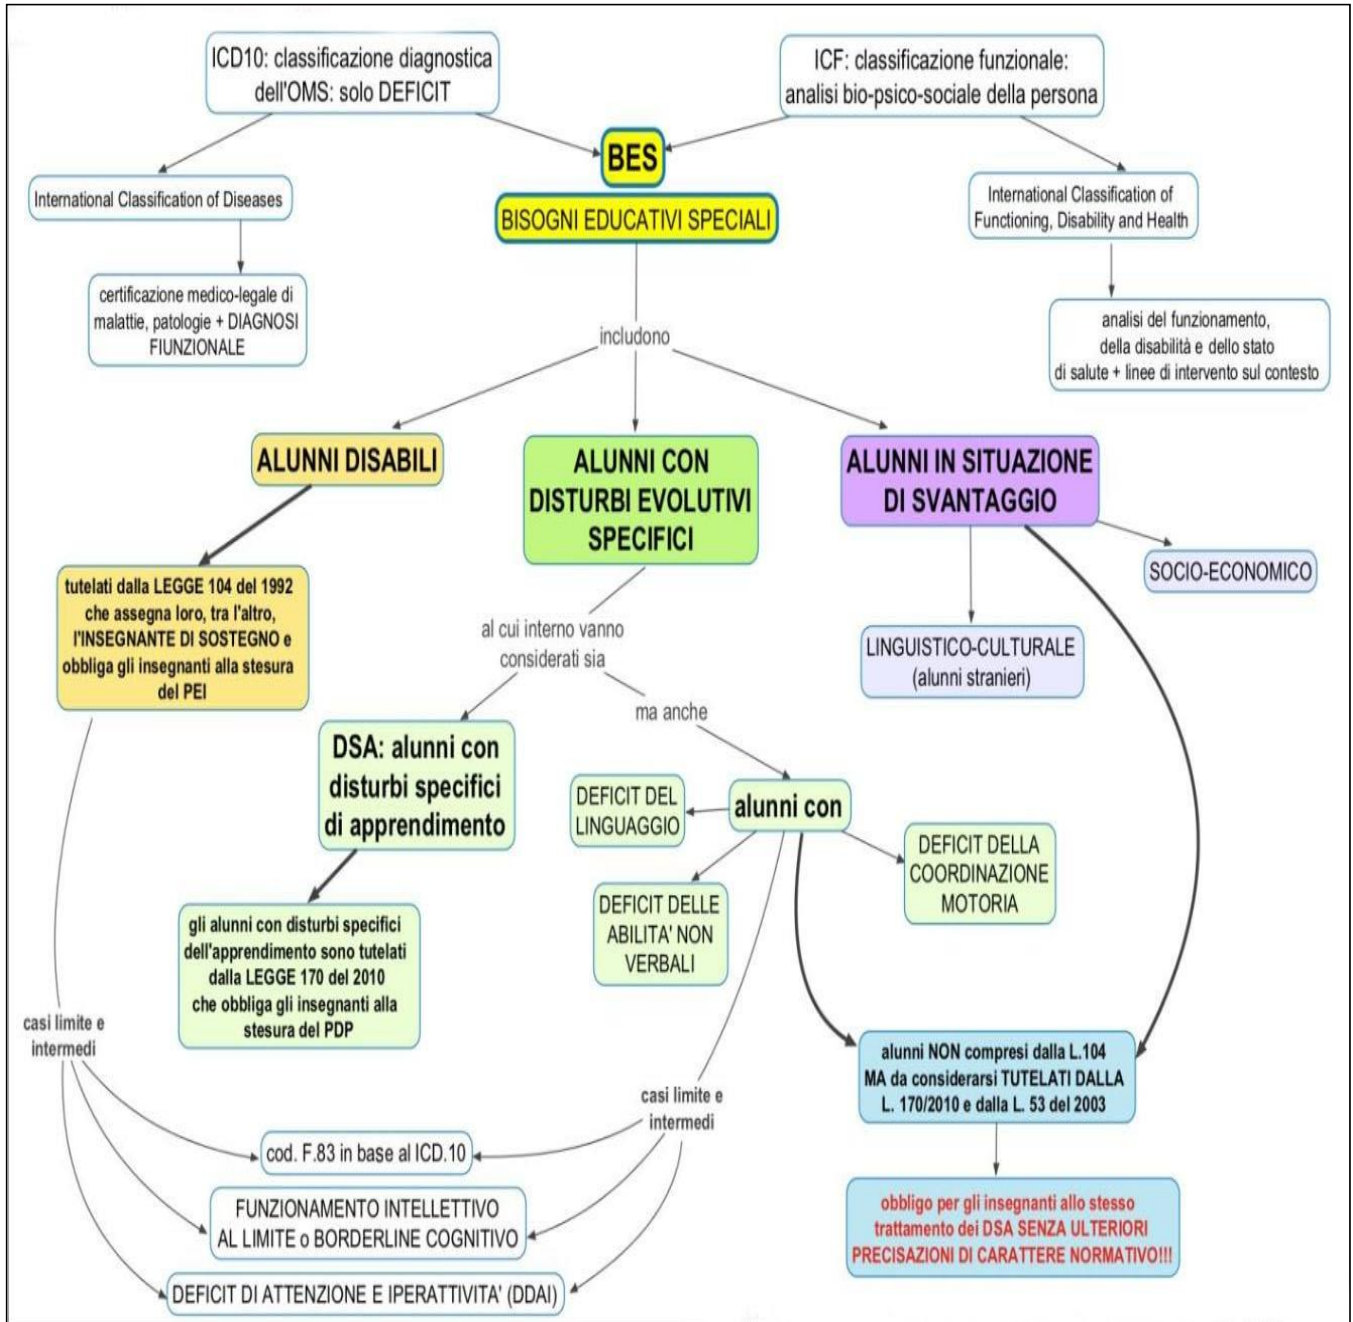 ICD10: classificazione diagnostica
dell'OMS: solo DEFICIT
ICF: classificazione funzionale:
analisi bio-psico-sociale della persona
BES
BISOGNI EDUCATIVI SPECIALI
International Classification of Diseases
International Classification of
Functioning, Disability and Health
certificazione medico-legale di
malattie, patologie + DIAGNOSI
FIUNZIONALE
analisi del funzionamento,
della disabilità e dello stato
di salute + linee di intervento sul contesto
includono
ALUNNI DISABILI
ALUNNI CON
DISTURBI EVOLUTIVI
SPECIFICI
ALUNNI IN SITUAZIONE
DI SVANTAGGIO
tutelati dalla LEGGE 104 del 1992
che assegna loro, tra l'altro,
l'INSEGNANTE DI SOSTEGNO e
obbliga gli insegnanti alla stesura
del PEI
al cui interno vanno
considerati sia
LINGUISTICO-CULTURALE
(alunni stranieri)
SOCIO-ECONOMICO
ma anche
DSA: alunni con
disturbi specifici
di apprendimento
alunni con
DEFICIT DEL
LINGUAGGIO
DEFICIT DELLE
ABILITA' NON
VERBALI
DEFICIT DELLA
COORDINAZIONE
MOTORIA
gli alunni con disturbi specifici
dell'apprendimento sono tutelati
dalla LEGGE 170 del 2010
che obbliga gli insegnanti alla
stesura del PDP
casi limite e
intermedi
casi limite e
intermedi
alunni NON compresi dalla L.104
MA da considerarsi TUTELATI DALLA
L. 170/2010 e dalla L. 53 del 2003
cod. F.83 in base al ICD.10
FUNZIONAMENTO INTELLETTIVO
AL LIMITE o BORDERLINE COGNITIVO
DEFICIT DI ATTENZIONE E IPERATTIVITA' (DDAI)
obbligo per gli insegnanti allo stesso
trattamento dei DSA SENZA ULTERIORI
PRECISAZIONI DI CARATTERE NORMATIVO!!!